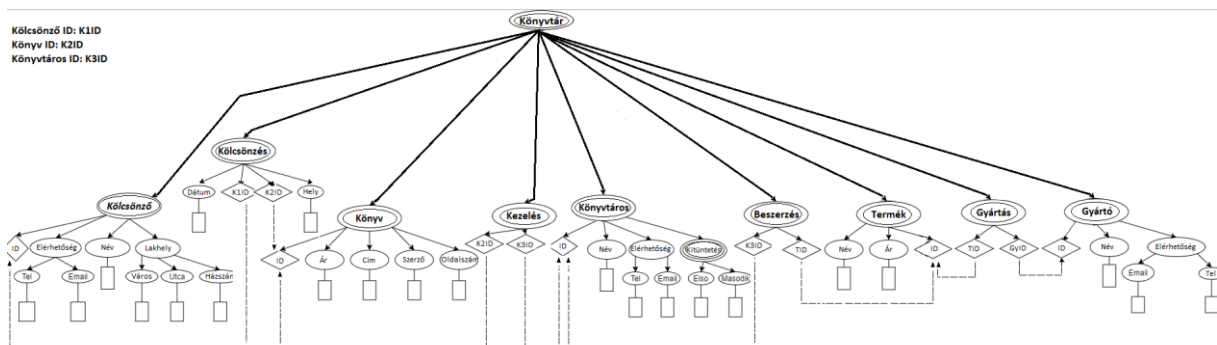 Könyvtár
Kölcsönző ID: K1ID
Könyv ID: K2ID
Könyvtáros ID: K3ID
Kölcsönzés
Dátum K1ID K2ID Hely
Kölcsönző Könyv Kezelés Könyvtáros Beszerzés Termék Gyártás Gyártó
ID Elérhetőség Név Lakhely ID Ár Cím Szerző Oldalszám K2ID K3ID ID Név Elérhetőség Kitüntetés K3ID TID Név Ár ID TID GyID ID Név Elérhetőség
Tel Email Város Utca Házszám Tel Email Elso Masodik Email Tel